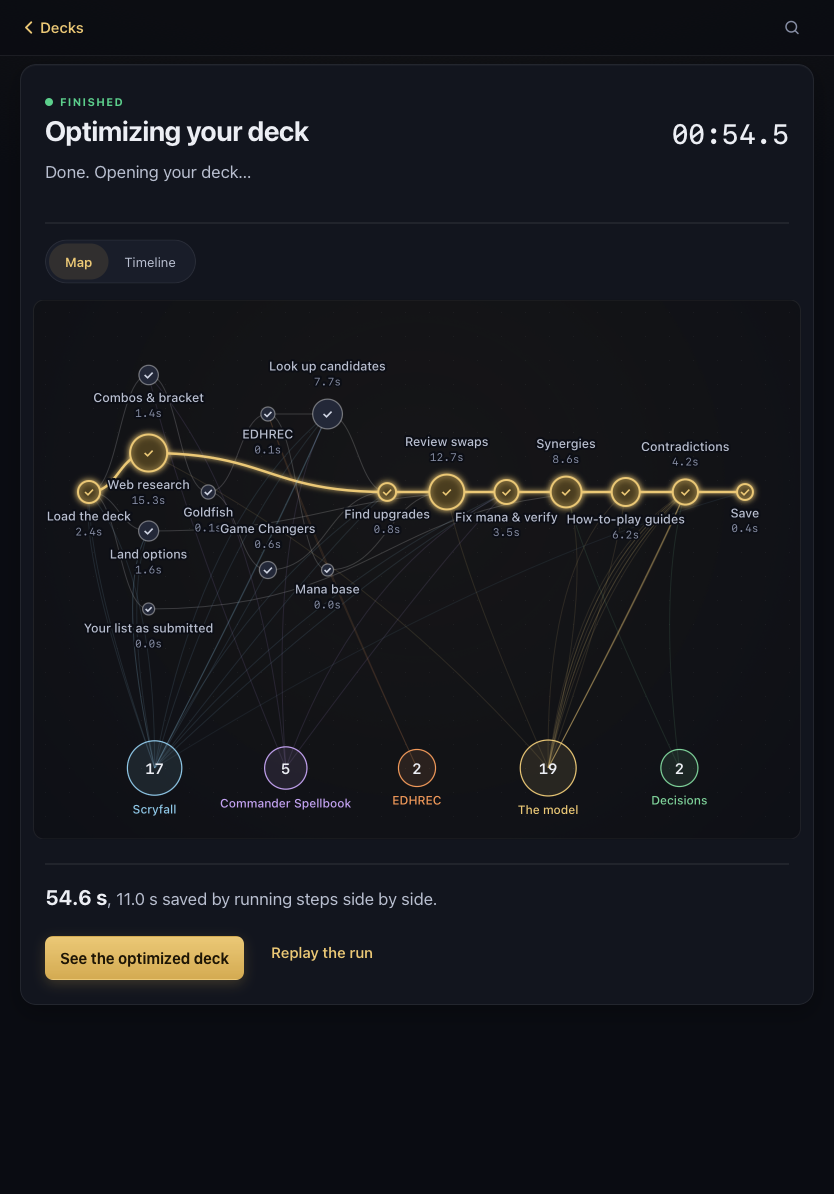 Decks
FINISHED
Optimizing your deck
00:54.5
Done. Opening your deck...
Map
Timeline
Look up candidates
7.7s
Combos & bracket
1.4s
EDHREC
0.1s
Review swaps
12.7s
Synergies
8.6s
Contradictions
4.2s
Web research
15.3s
Load the deck
2.4s
Goldfish
0.1s
Game Changers
0.6s
Find upgrades
0.8s
Fix mana & verify
3.5s
How-to-play guides
6.2s
Save
0.4s
Land options
1.6s
Mana base
0.0s
Your list as submitted
0.0s
17
5
2
19
2
Scryfall
Commander Spellbook
EDHREC
The model
Decisions
54.6 s, 11.0 s saved by running steps side by side.
See the optimized deck
Replay the run